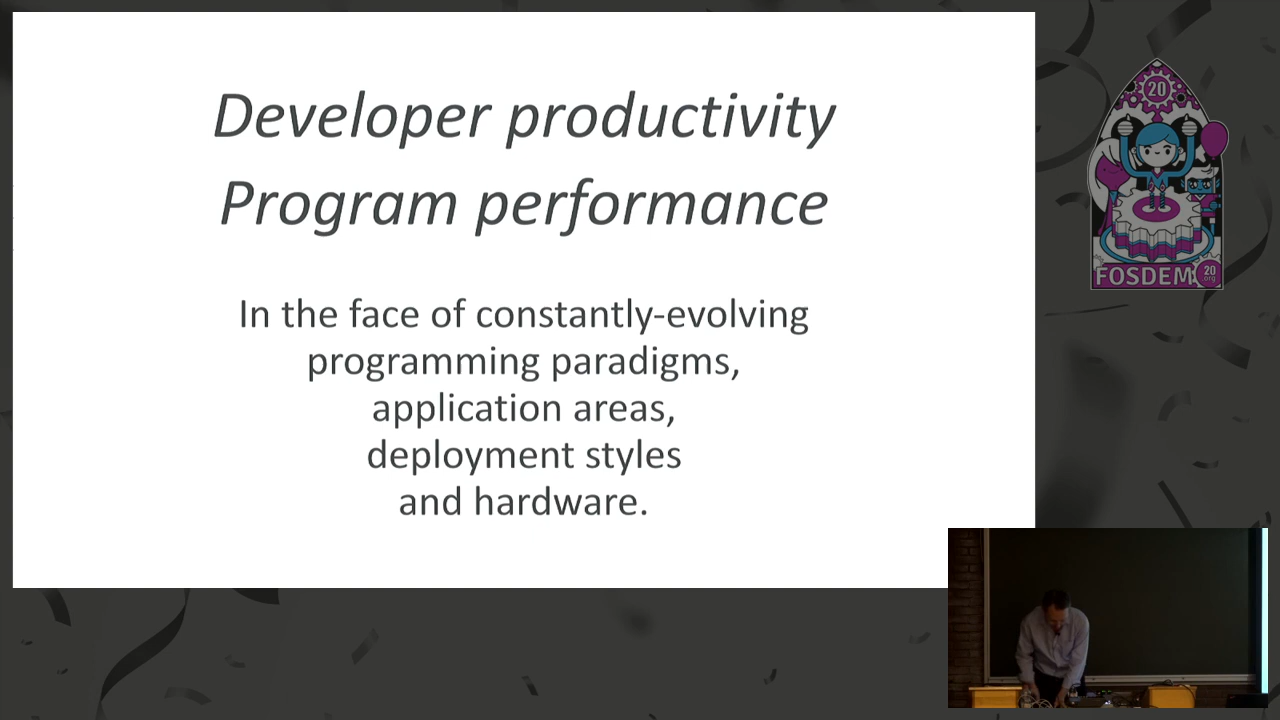 Developer productivity
Program performance
In the face of constantly-evolving
programming paradigms,
application areas,
deployment styles
and hardware.
20
FOSDEM
20
.org